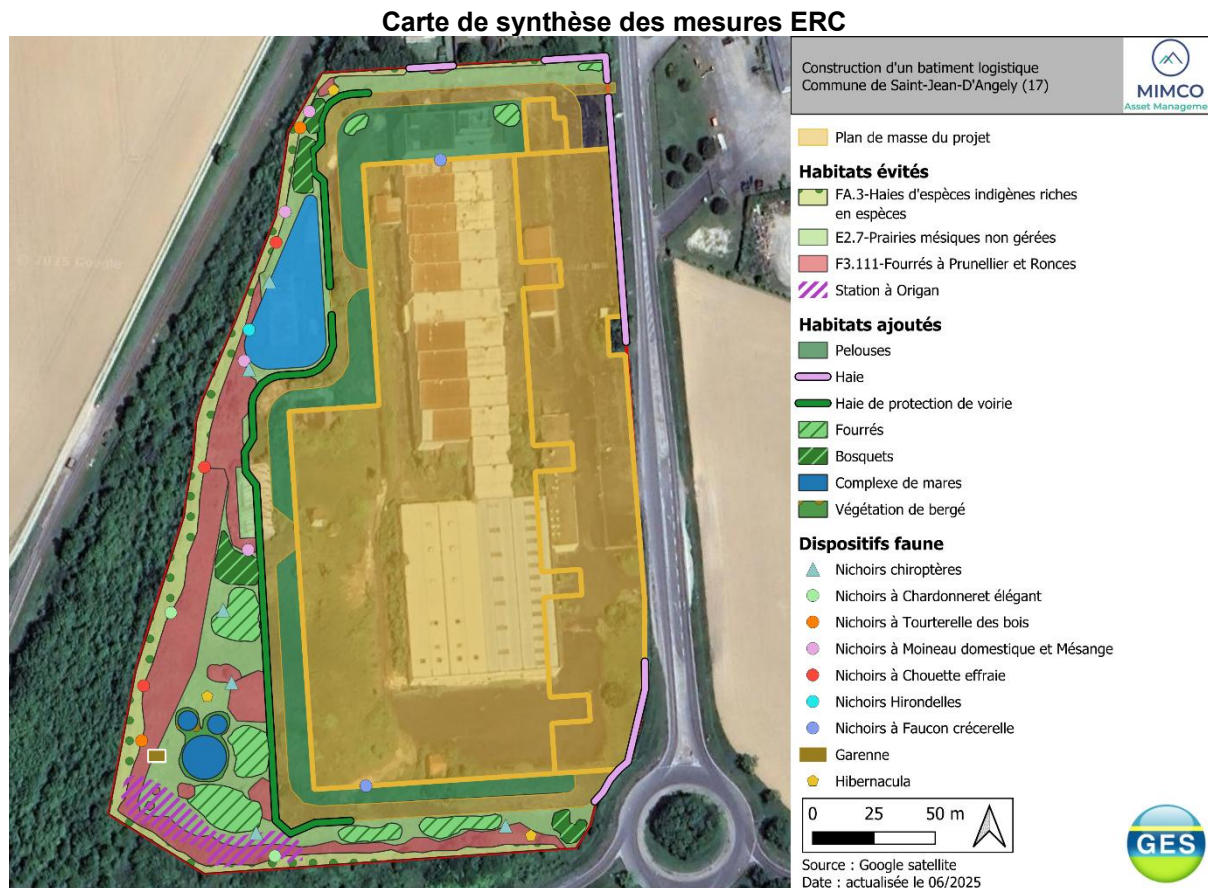 Carte de synthèse des mesures ERC
Construction d'un batiment logistique
Commune de Saint-Jean-D'Angely (17)
MIMCO
Asset Manageme
Plan de masse du projet
Habitats évités
FA.3-Haies d'espèces indigènes riches
en espèces
E2.7-Prairies mésiques non gérées
F3.111-Fourrés à Prunellier et Ronces
Station à Origan
Habitats ajoutés
Pelouses
Haie
Haie de protection de voirie
Fourrés
Bosquets
Complexe de mares
Végétation de bergé
Dispositifs faune
Nichoirs chiroptères
Nichoirs à Chardonneret élégant
Nichoirs à Tourterelle des bois
Nichoirs à Moineau domestique et Mésange
Nichoirs à Chouette effraie
Nichoirs Hirondelles
Nichoirs à Faucon crécerelle
Garenne
Hibernacula
0 25 50 m
Source : Google satellite
Date : actualisée le 06/2025
GES
© 2025 Google